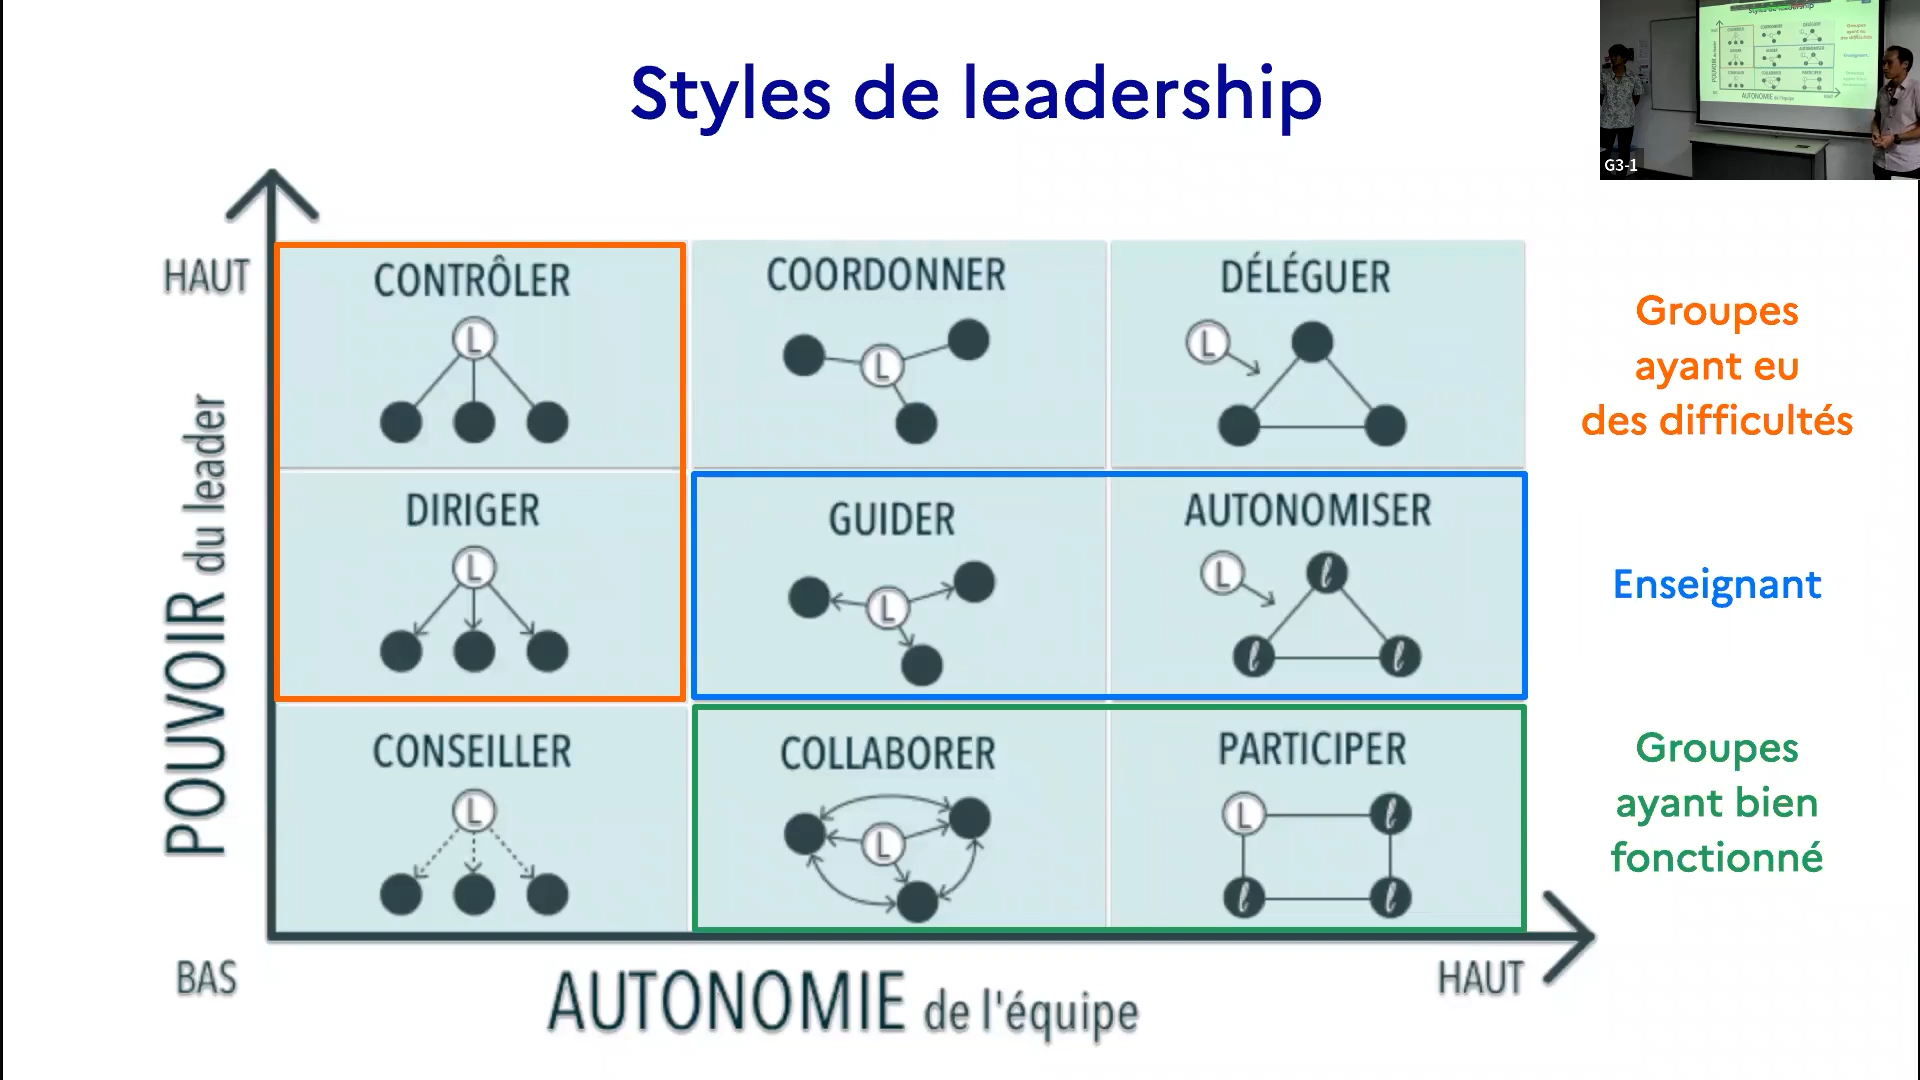 Styles de leadership
G3-1
HAUT
POUVOIR du leader
CONTRÔLER
L
COORDONNER
L
DÉLÉGUER
L
Groupes
ayant eu
des difficultés
DIRIGER
L
GUIDER
L
AUTONOMISER
L
l
l
l
Enseignant
CONSEILLER
L
COLLABORER
L
PARTICIPER
L
l
l
l
Groupes
ayant bien
fonctionné
BAS
AUTONOMIE de l'équipe
HAUT